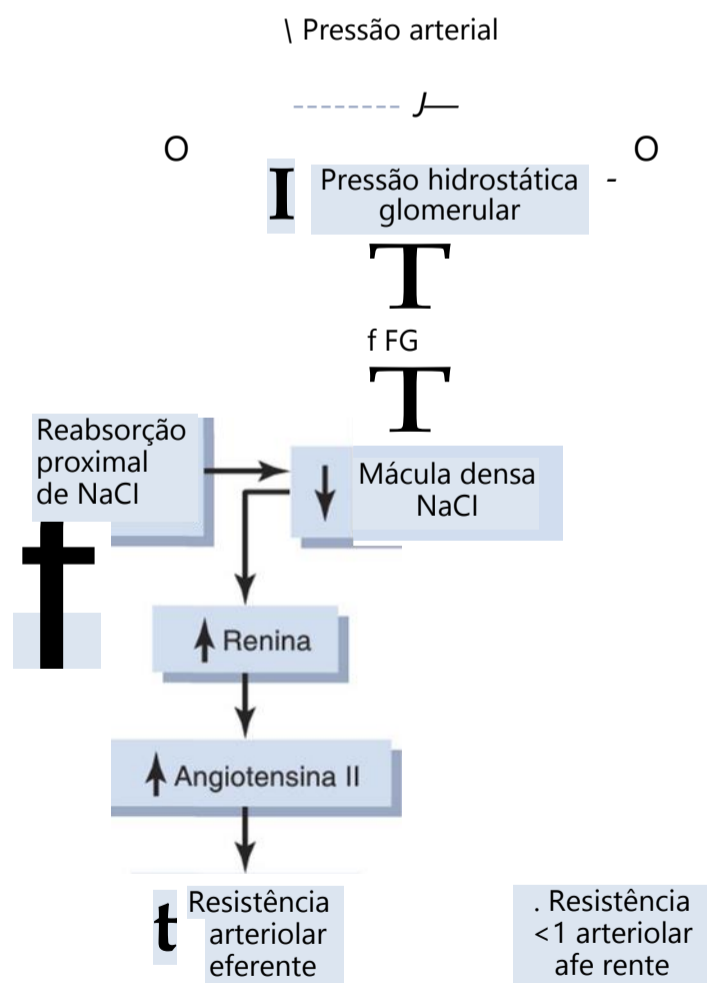 \ Pressão arterial
J—
O
O
I Pressão hidrostática -
glomerular
T
f FG
T
Reabsorção
proximal
de NaCl
Mácula densa
NaCl
Renina
Angiotensina II
t Resistência
arteriolar
eferente
. Resistência
<1 arteriolar
afe rente